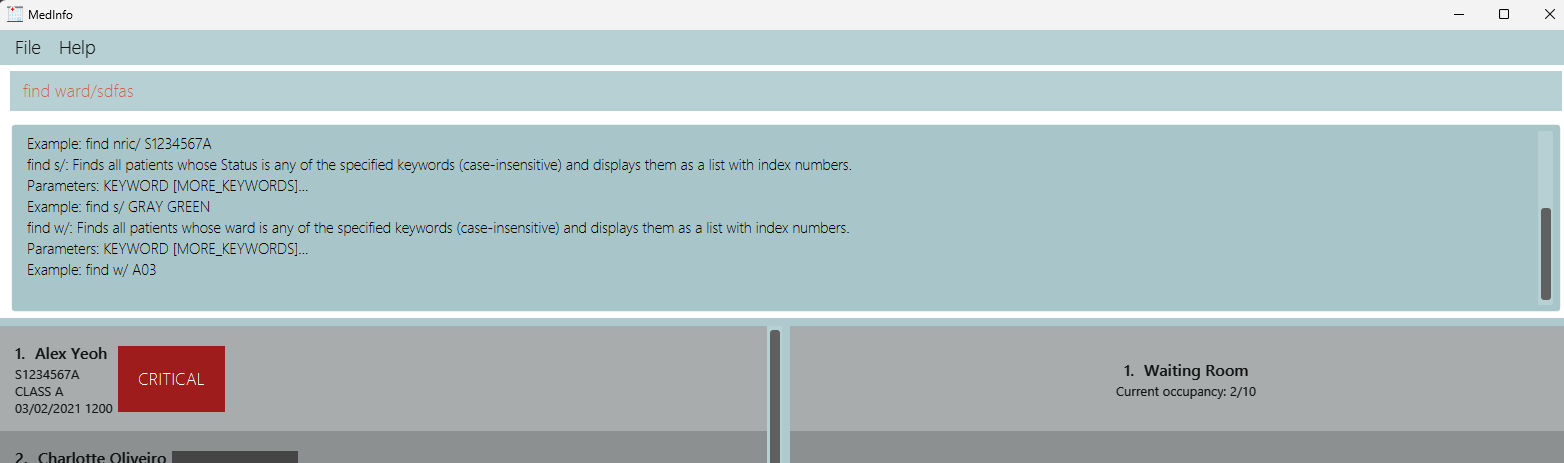 MedInfo
File Help
find ward/sdfas
Example: find nric/ S1234567A
find s/: Finds all patients whose Status is any of the specified keywords (case-insensitive) and displays them as a list with index numbers.
Parameters: KEYWORD [MORE_KEYWORDS]...
Example: find s/ GRAY GREEN
find w/: Finds all patients whose ward is any of the specified keywords (case-insensitive) and displays them as a list with index numbers.
Parameters: KEYWORD [MORE_KEYWORDS]...
Example: find w/ A03
1. Alex Yeoh
S1234567A
CLASS A
03/02/2021 1200
CRITICAL
2. Charlotte Oliveiro
1. Waiting Room
Current occupancy: 2/10